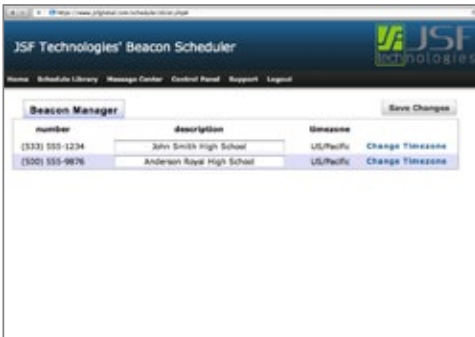 JSF Technologies' Beacon Scheduler
JSF
technologies
Home Schedule Library Message Center Control Panel Support Logout
Beacon Manager
Save Changes
number description timezone
(333) 555-1234 John Smith High School US/Pacific Change Timezone
(500) 555-9876 Anderson Royal High School US/Pacific Change Timezone